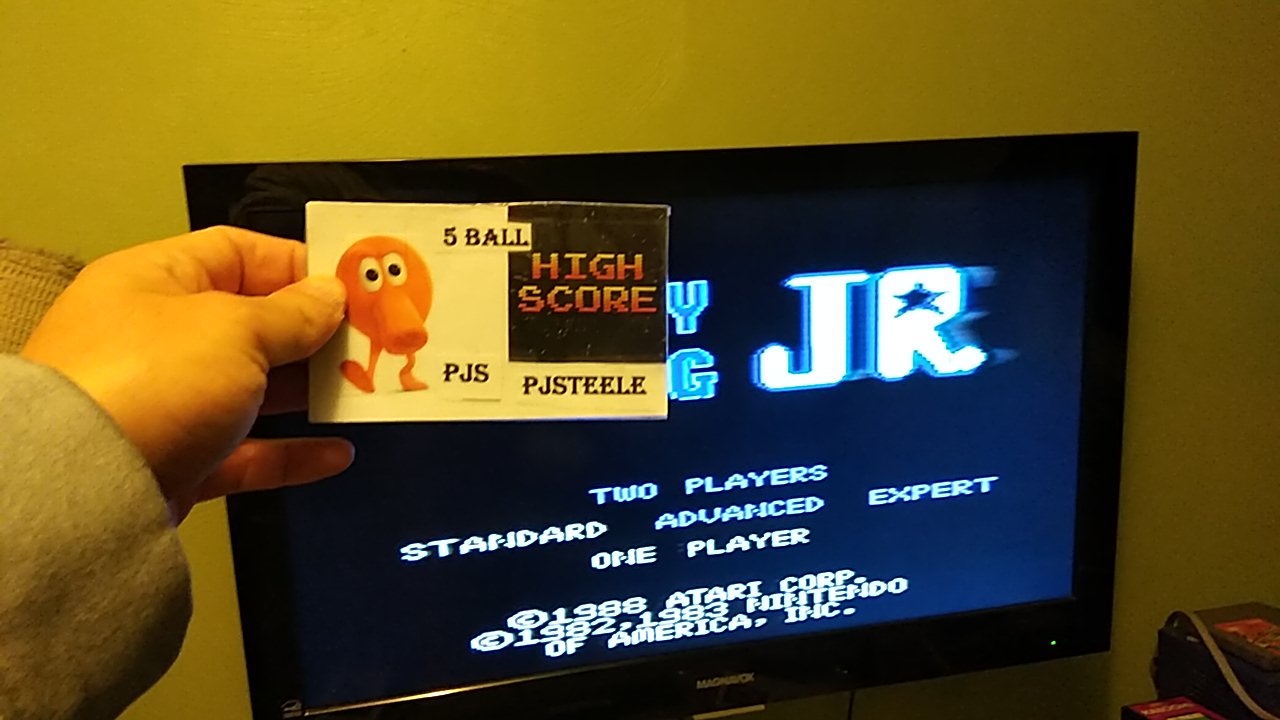 5 BALL
HIGH
SCORE
PJS
PJSTEELE
Y
G
JR
TWO PLAYERS
STANDARD ADVANCED EXPERT
ONE PLAYER
©1988 ATARI CORP.
©1982,1983 NINTENDO
OF AMERICA, INC.
MAGNAVOX